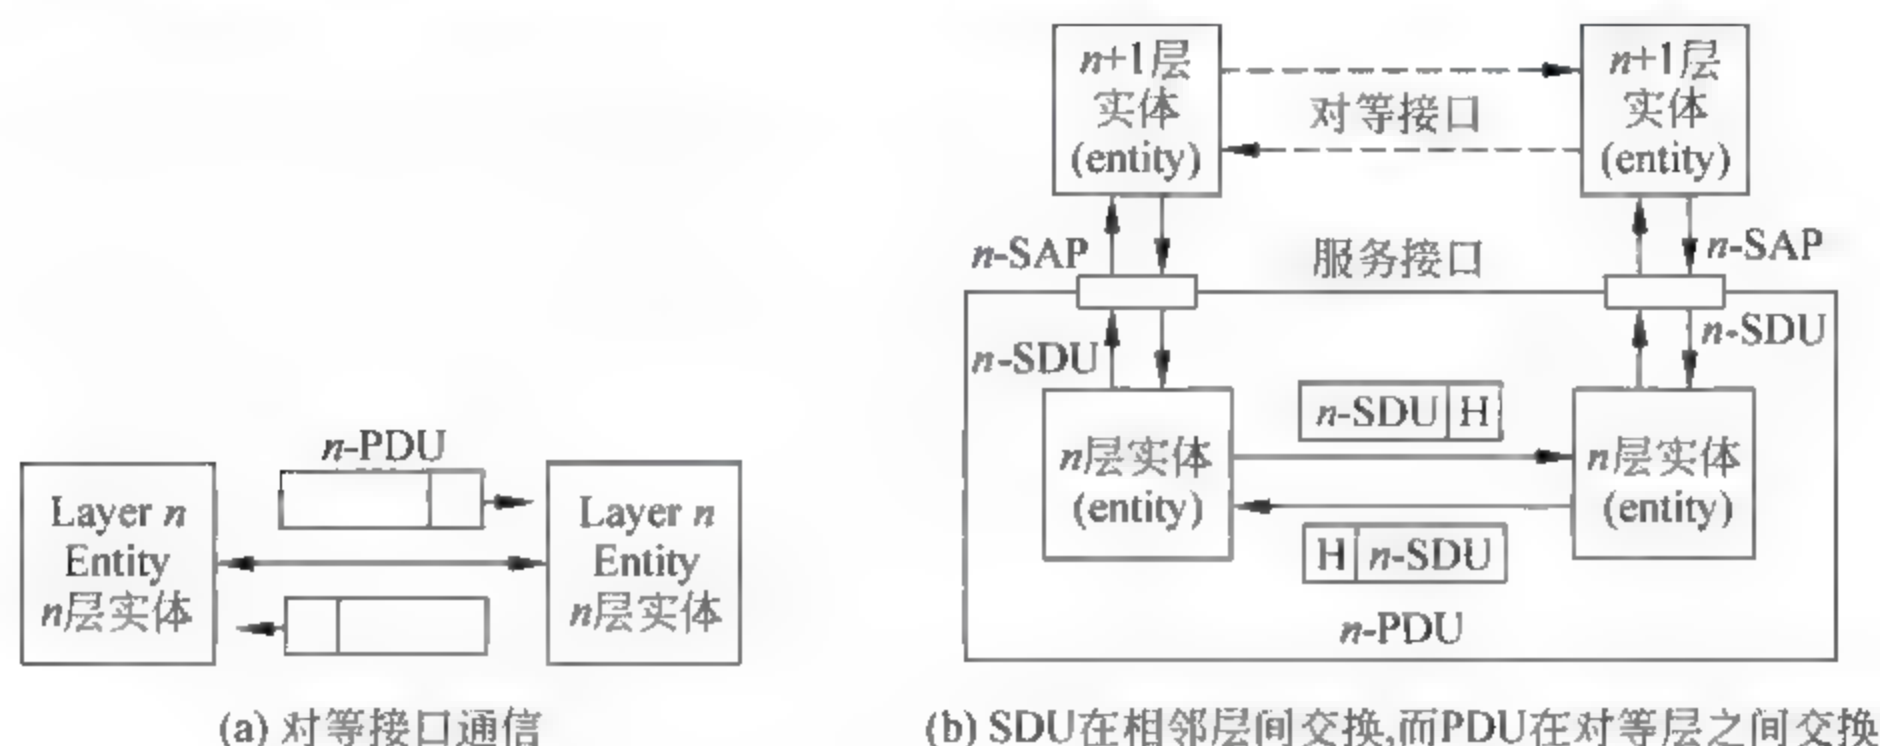 n-PDU
Layer n
Entity
n层实体
Layer n
Entity
n层实体
(a) 对等接口通信
n+1层
实体
(entity)
对等接口
n+1层
实体
(entity)
n-SAP
服务接口
n-SAP
n-SDU
n-SDU
n层实体
(entity)
n-SDU H
n层实体
(entity)
H n-SDU
n-PDU
(b) SDU在相邻层间交换,而PDU在对等层之间交换